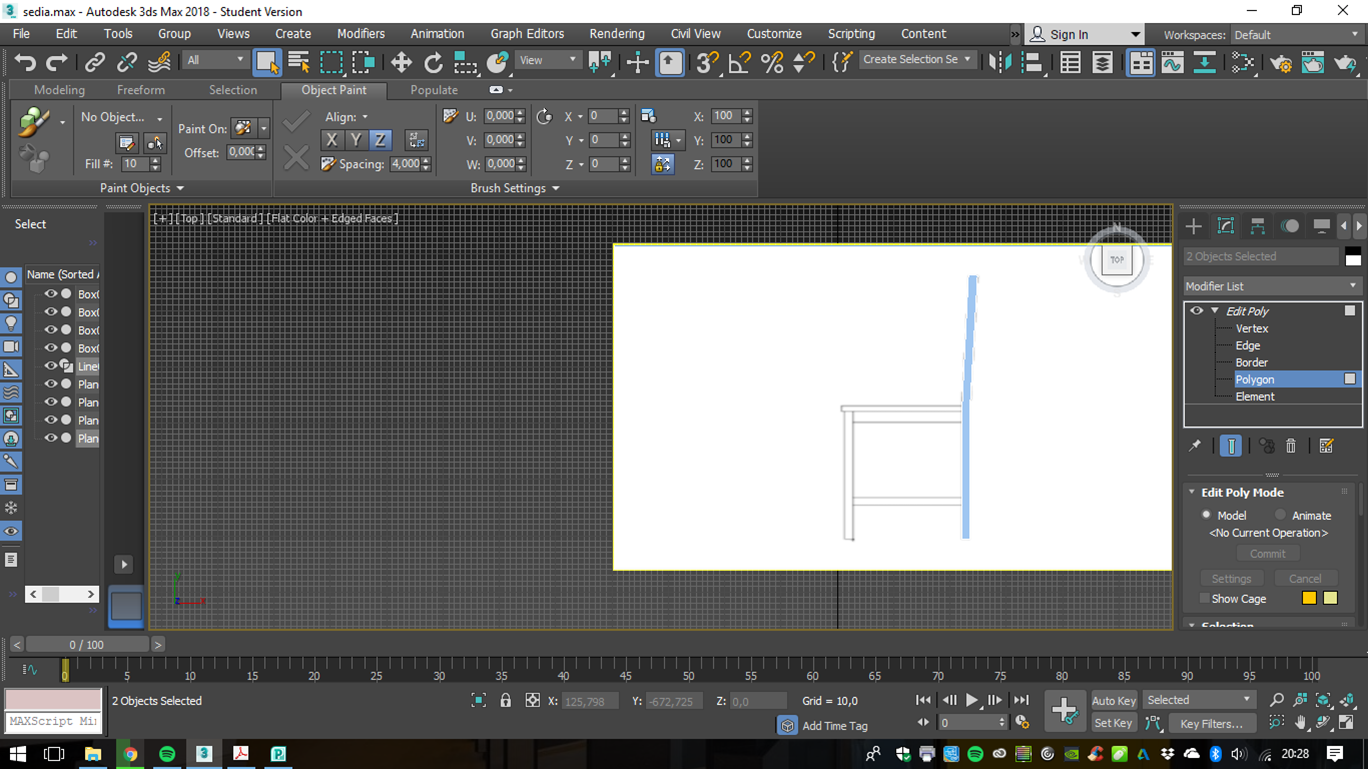 sedia.max - Autodesk 3ds Max 2018 - Student Version
File Edit Tools Group Views Create Modifiers Animation Graph Editors Rendering Civil View Customize Scripting Content » Sign In Workspaces: Default
All View Create Selection Se
Modeling Freeform Selection Object Paint Populate
No Object... Paint On: Align: U: 0,000 X 0 X: 100
X Y Z V: 0,000 Y 0 Y: 100
Fill #: 10 Offset: 0,000 Spacing: 4,000 W: 0,000 Z 0 Z: 100
Paint Objects Brush Settings
Select
[+] [Top] [Standard] [Flat Color + Edged Faces]
N
TOP
S
2 Objects Selected
Name (Sorted A
Modifier List
Box0
Box0
Box0
Box0
Line
Plan
Plan
Plan
Plan
Edit Poly
Vertex
Edge
Border
Polygon
Element
Edit Poly Mode
Model Animate
<No Current Operation>
Commit
Settings Cancel
Show Cage
Selection
< 0 / 100 >
0 5 10 15 20 25 30 35 40 45 50 55 60 65 70 75 80 85 90 95 100
2 Objects Selected X: 125,798 Y: -672,725 Z: 0,0 Grid = 10,0 Auto Key Selected
MAXScript Mi Add Time Tag 0 Set Key Key Filters...
20:28